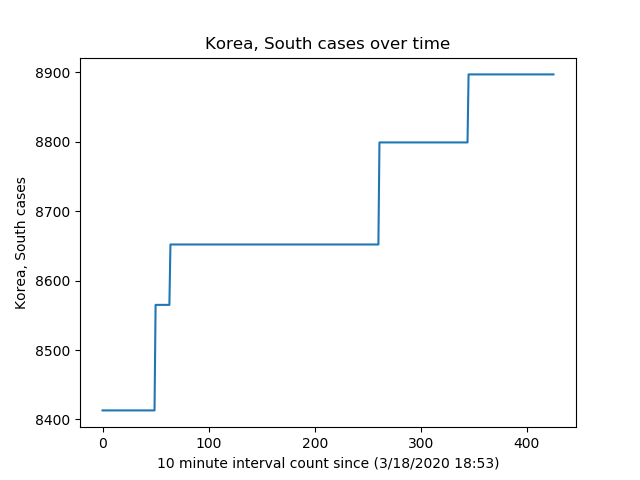 Korea, South cases over time
8900
8800
8700
8600
8500
8400
Korea, South cases
0 100 200 300 400
10 minute interval count since (3/18/2020 18:53)